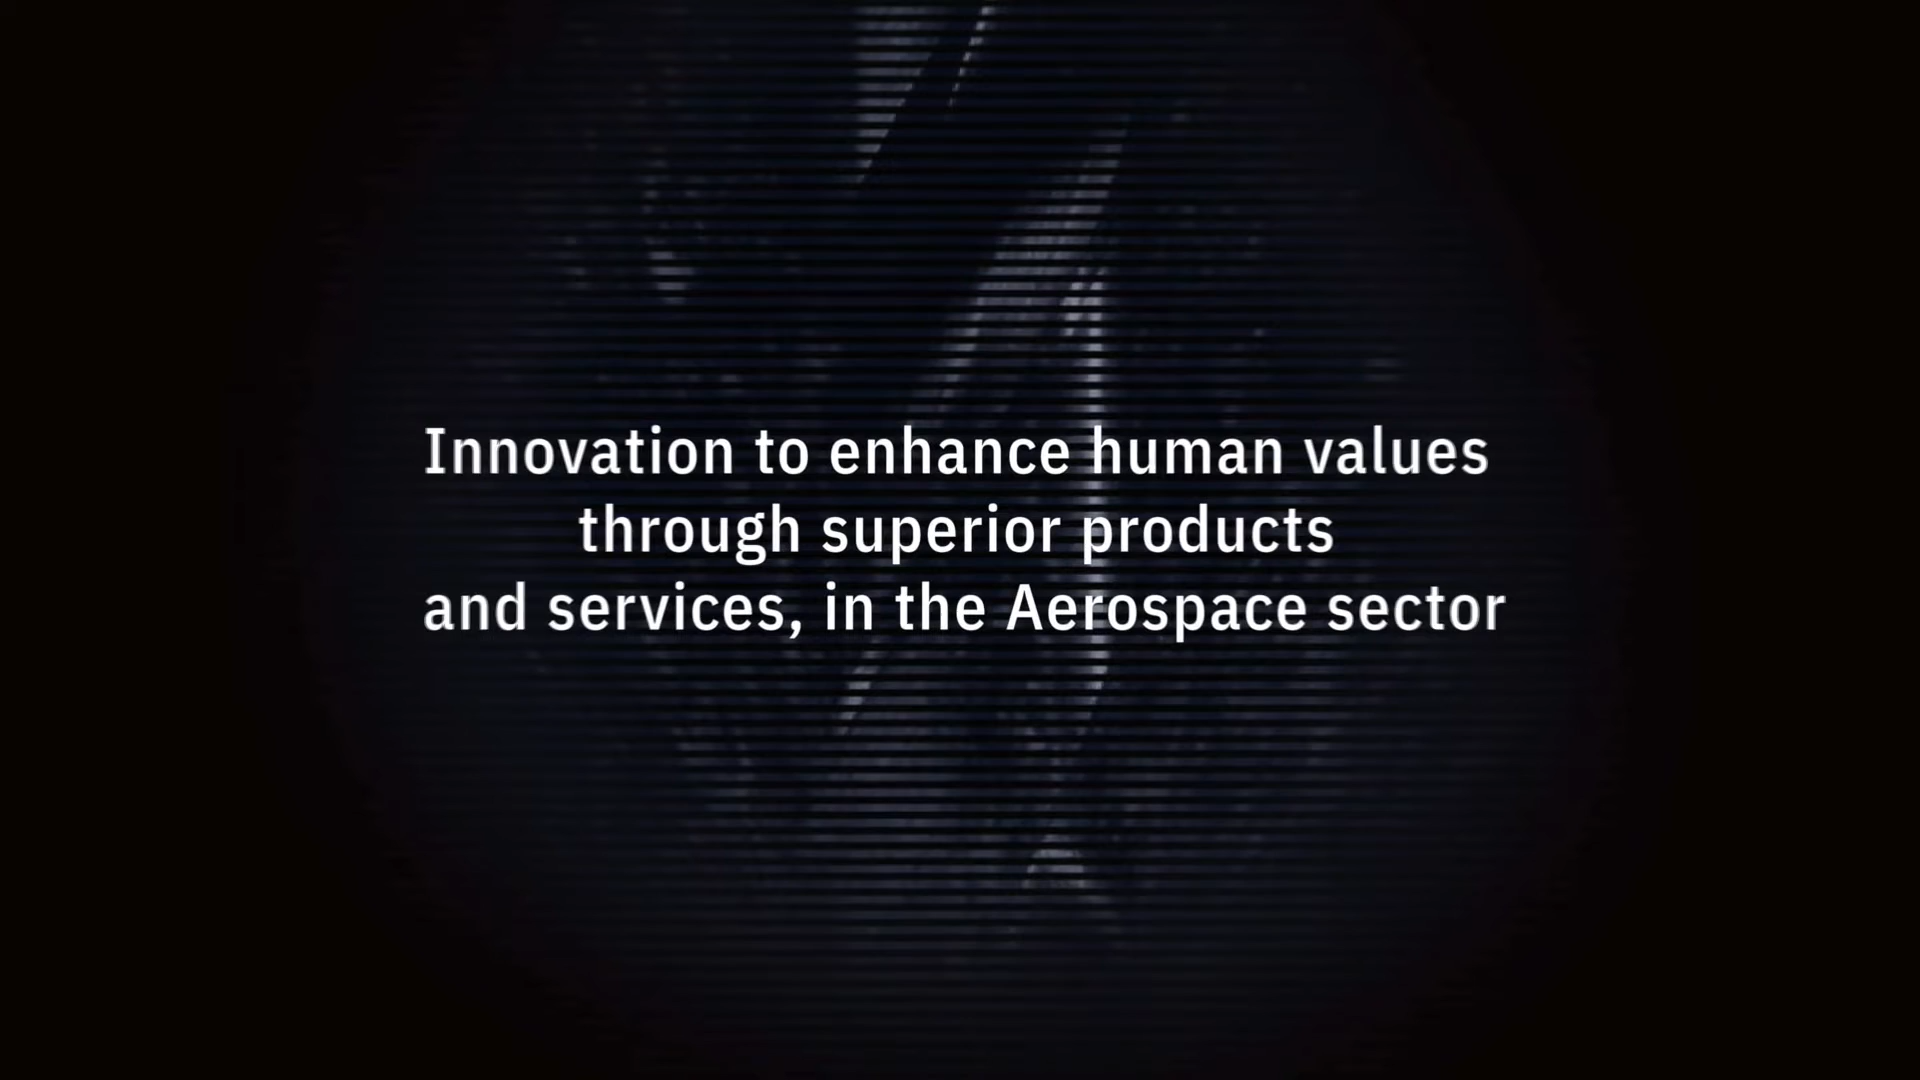 Innovation to enhance human values
through superior products
and services, in the Aerospace sector